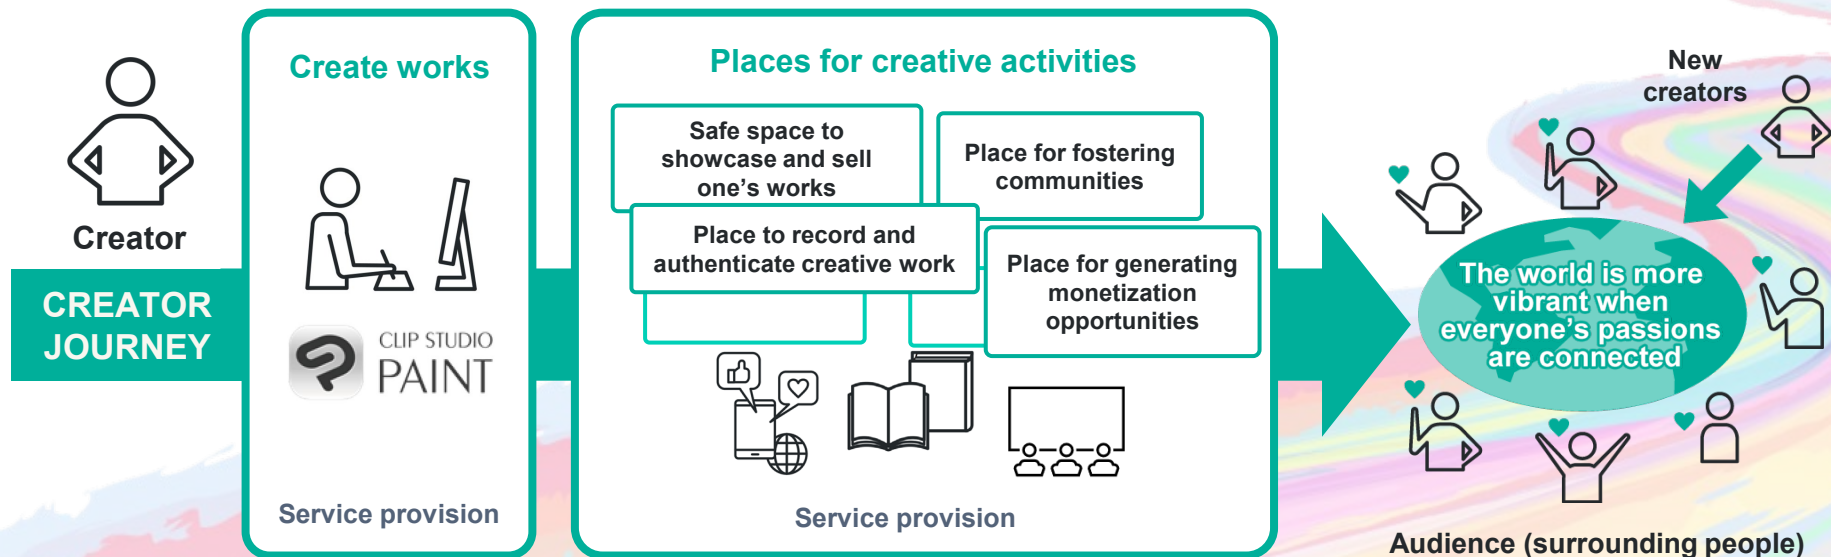 Creator
CREATOR
JOURNEY
Create works
CLIP STUDIO
PAINT
Service provision
Places for creative activities
Safe space to
showcase and sell
one's works
Place for fostering
communities
Place to record and
authenticate creative work
Place for generating
monetization
opportunities
Service provision
New
creators
The world is more
vibrant when
everyone's passions
are connected
Audience (surrounding people)